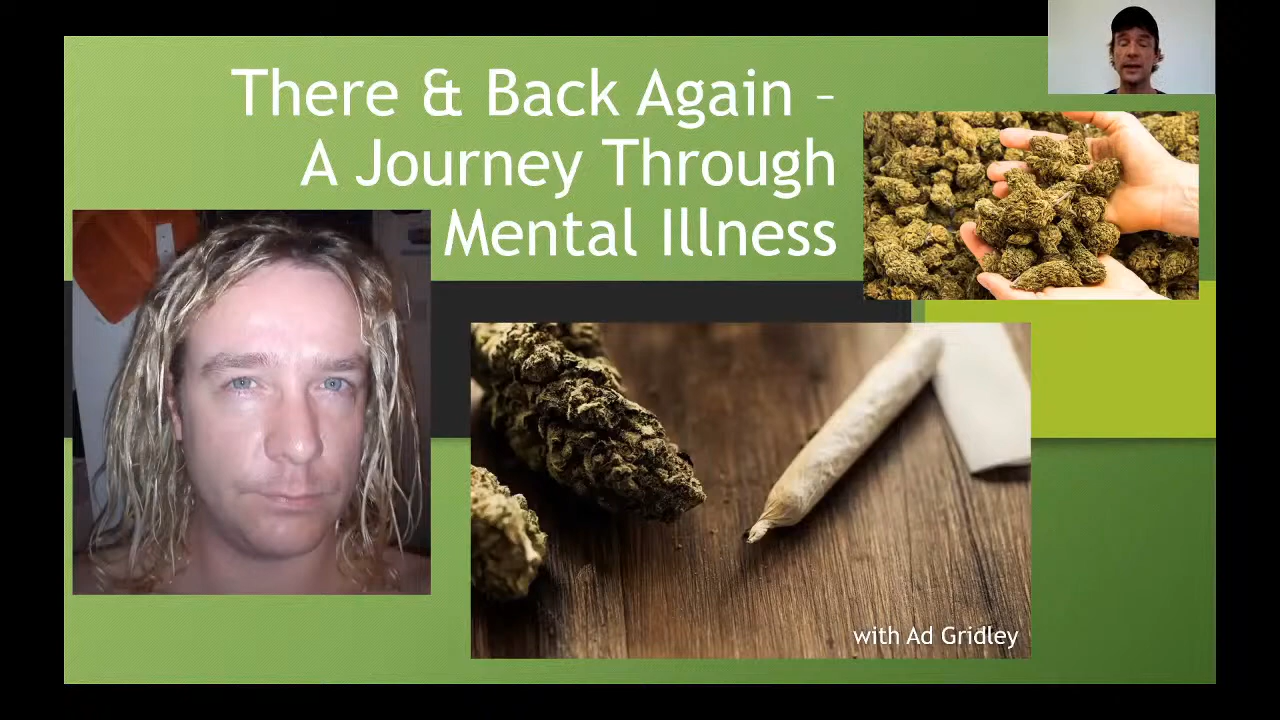 There & Back Again –
A Journey Through
Mental Illness
with Ad Gridley